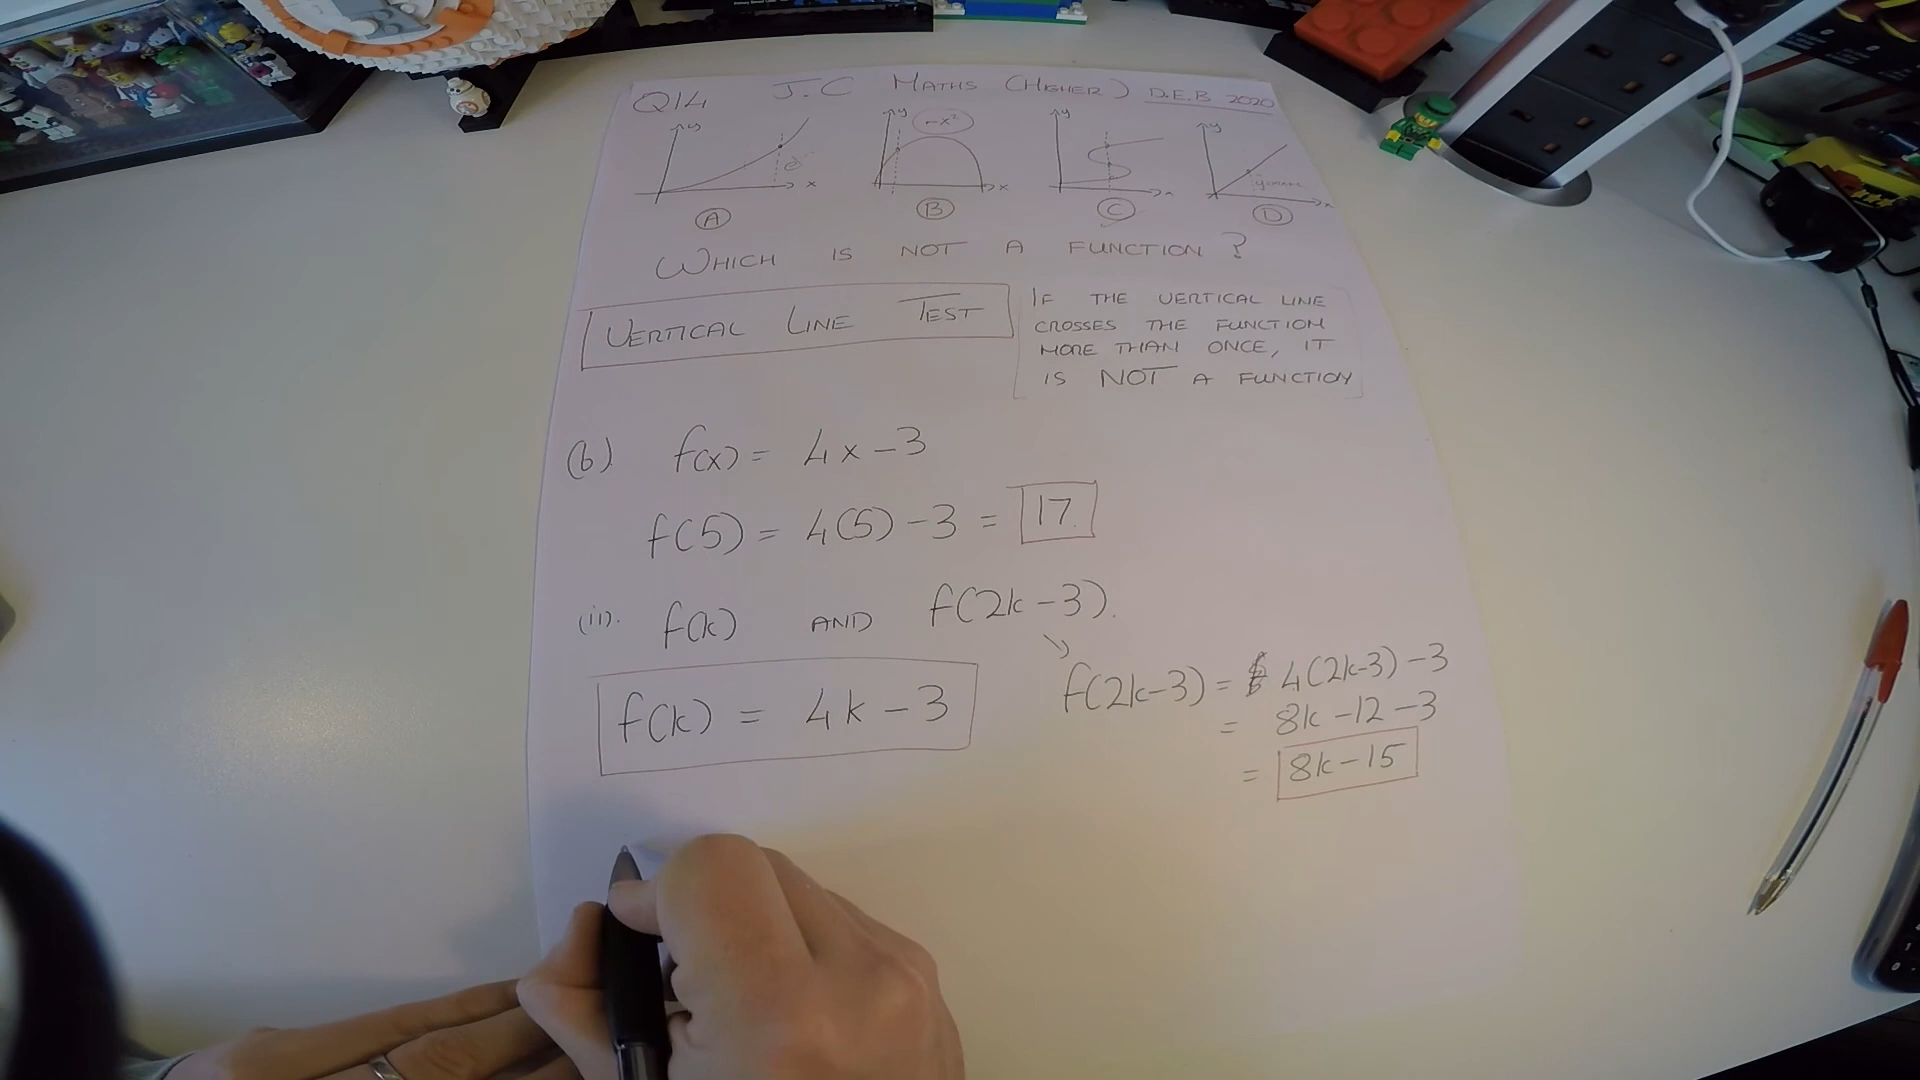 Q14 J.C MATHS (HIGHER) D.E.B 2020
y y -x² y y
x x x x
A B C D
WHICH IS NOT A FUNCTION?
VERTICAL LINE TEST
IF THE VERTICAL LINE
CROSSES THE FUNCTION
MORE THAN ONCE, IT
IS NOT A FUNCTION
(b) f(x) = 4x - 3
f(5) = 4(5) - 3 = 17
(ii). f(k) AND f(2k - 3).
f(k) = 4k - 3
f(2k-3) = 4(2k-3) - 3
= 8k - 12 - 3
= 8k - 15